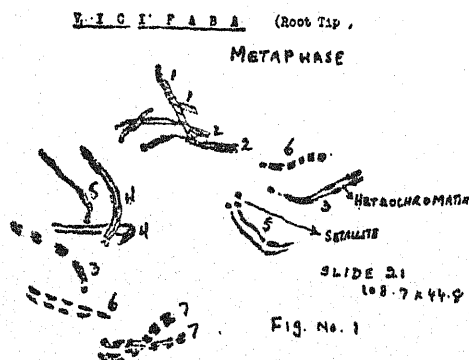 V I C I A F A B A (Root Tip,
METAPHASE
1
1
2
2
6
5
4
3
HETROCHROMATIN
4
5
SATALLITE
3
SLIDE 21
108.7 x 44.8
6
7
7
Fig. No. 1